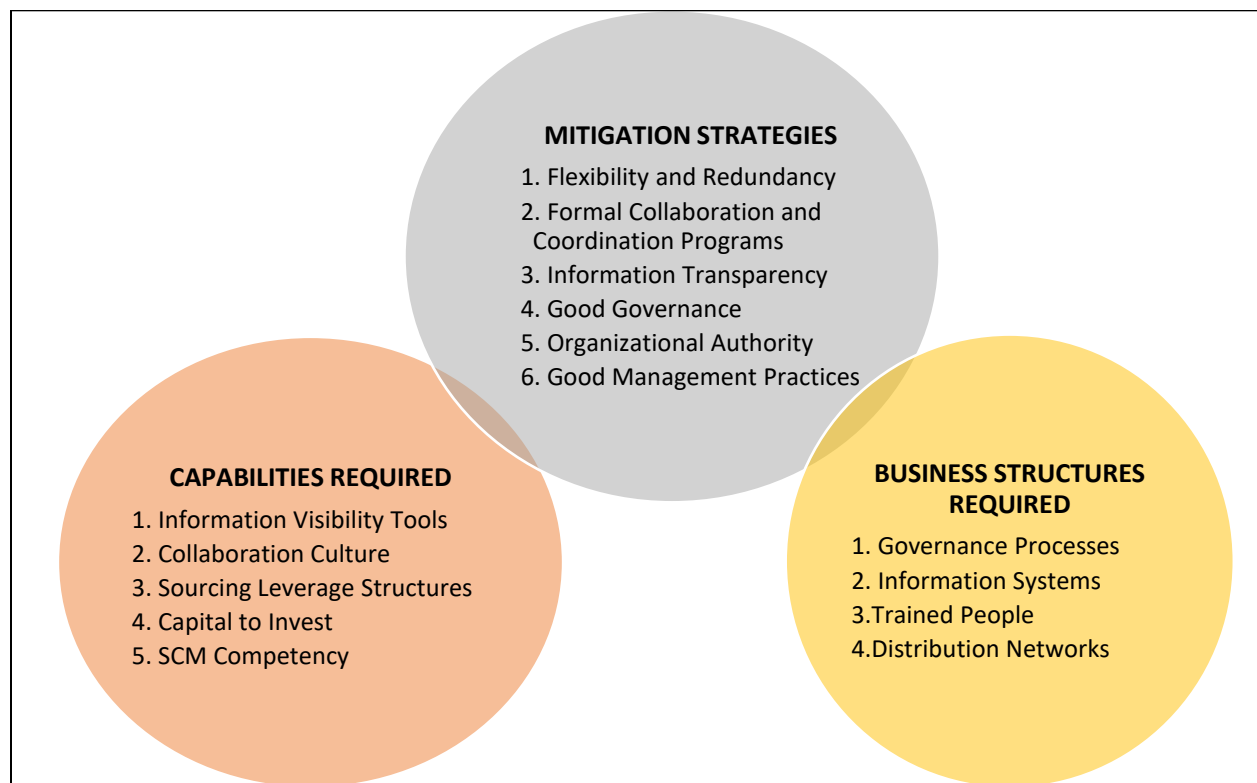 MITIGATION STRATEGIES
1. Flexibility and Redundancy
2. Formal Collaboration and
Coordination Programs
3. Information Transparency
4. Good Governance
5. Organizational Authority
6. Good Management Practices
CAPABILITIES REQUIRED
1. Information Visibility Tools
2. Collaboration Culture
3. Sourcing Leverage Structures
4. Capital to Invest
5. SCM Competency
BUSINESS STRUCTURES
REQUIRED
1. Governance Processes
2. Information Systems
3.Trained People
4.Distribution Networks